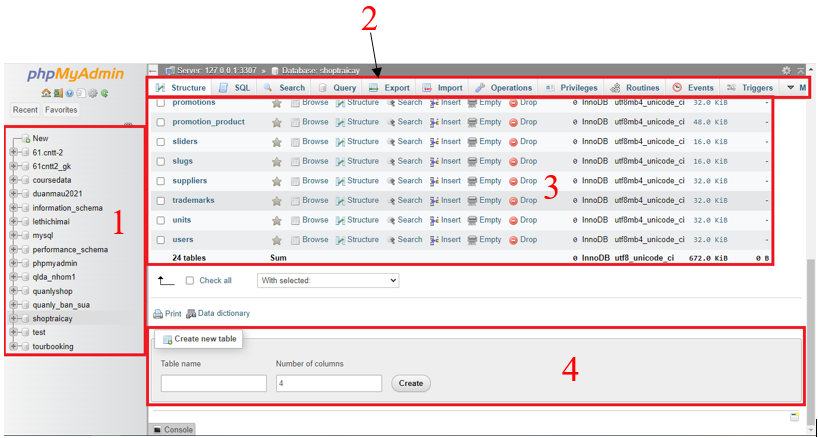 2
phpMyAdmin
Server: 127.0.0.1:3307 » Database: shoptraicay
Structure SQL Search Query Export Import Operations Privileges Routines Events Triggers M
Recent Favorites
New
61.cntt-2
61cntt2_gk
coursedata
duanmau2021
information_schema
lethichimai
mysql
performance_schema
phpmyadmin
qlda_nhom1
quanlyshop
quanly_ban_sua
shoptraicay
test
tourbooking
1
promotions Browse Structure Search Insert Empty Drop 0 InnoDB utf8mb4_unicode_ci 32.0 KiB -
promotion_product Browse Structure Search Insert Empty Drop 0 InnoDB utf8mb4_unicode_ci 48.0 KiB -
sliders Browse Structure Search Insert Empty Drop 0 InnoDB utf8mb4_unicode_ci 16.0 KiB -
slugs Browse Structure Search Insert Empty Drop 0 InnoDB utf8mb4_unicode_ci 16.0 KiB -
suppliers Browse Structure Search Insert Empty Drop 0 InnoDB utf8mb4_unicode_ci 32.0 KiB -
trademarks Browse Structure Search Insert Empty Drop 0 InnoDB utf8mb4_unicode_ci 32.0 KiB -
units Browse Structure Search Insert Empty Drop 0 InnoDB utf8mb4_unicode_ci 32.0 KiB -
users Browse Structure Search Insert Empty Drop 0 InnoDB utf8mb4_unicode_ci 32.0 KiB -
24 tables Sum 0 InnoDB utf8_unicode_ci 672.0 KiB 0 B
3
Check all With selected:
Print Data dictionary
Create new table
Table name Number of columns
4 Create
4
Console